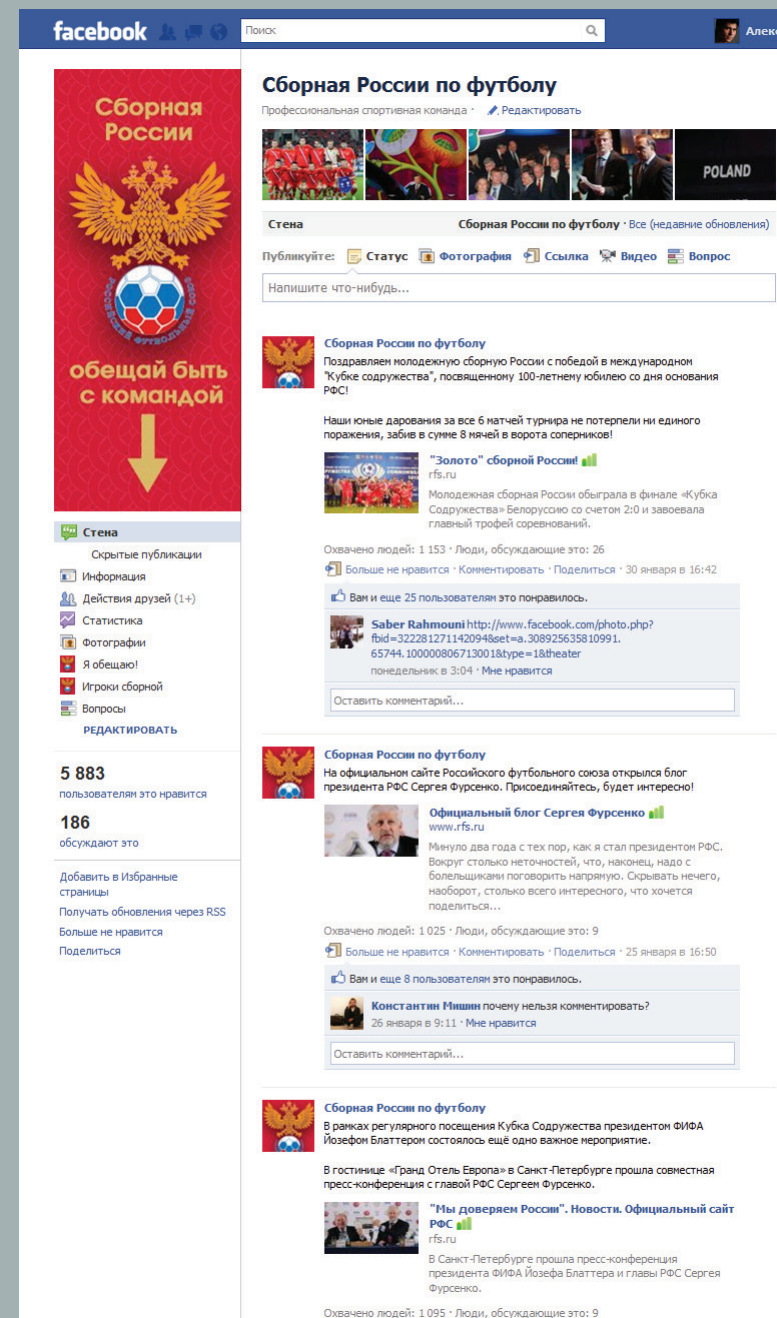 facebook
Поиск
Алекс
Сборная
России
РОССИЙСКИЙ ФУТБОЛЬНЫЙ СОЮЗ
обещай быть
с командой
Стена
Скрытые публикации
Информация
Действия друзей (1+)
Статистика
Фотографии
Я обещаю!
Игроки сборной
Вопросы
РЕДАКТИРОВАТЬ
5 883
пользователям это нравится
186
обсуждают это
Добавить в Избранные
страницы
Получать обновления через RSS
Больше не нравится
Поделиться
Сборная России по футболу
Профессиональная спортивная команда · Редактировать
POLAND
Стена Сборная России по футболу · Все (недавние обновления)
Публикуйте: Статус Фотография Ссылка Видео Вопрос
Напишите что-нибудь...
Сборная России по футболу
Поздравляем молодежную сборную России с победой в международном
"Кубке содружества", посвященному 100-летнему юбилею со дня основания
РФС!
Наши юные дарования за все 6 матчей турнира не потерпели ни единого
поражения, забив в сумме 8 мячей в ворота соперников!
"Золото" сборной России!
rfs.ru
Молодежная сборная России обыграла в финале «Кубка
Содружества» Белоруссию со счетом 2:0 и завоевала
главный трофей соревнований.
Охвачено людей: 1 153 · Люди, обсуждающие это: 26
Больше не нравится · Комментировать · Поделиться · 30 января в 16:42
Вам и еще 25 пользователям это понравилось.
Saber Rahmouni http://www.facebook.com/photo.php?
fbid=322281271142094&set=a.308925635810991.
65744.100000806713001&type=1&theater
понедельник в 3:04 · Мне нравится
Оставить комментарий...
Сборная России по футболу
На официальном сайте Российского футбольного союза открылся блог
президента РФС Сергея Фурсенко. Присоединяйтесь, будет интересно!
Официальный блог Сергея Фурсенко
www.rfs.ru
Минуло два года с тех пор, как я стал президентом РФС.
Вокруг столько неточностей, что, наконец, надо с
болельщиками поговорить напрямую. Скрывать нечего,
наоборот, столько всего интересного, что хочется
поделиться...
Охвачено людей: 1 025 · Люди, обсуждающие это: 9
Больше не нравится · Комментировать · Поделиться · 25 января в 16:50
Вам и еще 8 пользователям это понравилось.
Константин Мишин почему нельзя комментировать?
26 января в 9:11 · Мне нравится
Оставить комментарий...
Сборная России по футболу
В рамках регулярного посещения Кубка Содружества президентом ФИФА
Йозефом Блаттером состоялось ещё одно важное мероприятие.
В гостинице «Гранд Отель Европа» в Санкт-Петербурге прошла совместная
пресс-конференция с главой РФС Сергеем Фурсенко.
"Мы доверяем России". Новости. Официальный сайт
РФС
rfs.ru
В Санкт-Петербурге прошла пресс-конференция
президента ФИФА Йозефа Блаттера и главы РФС Сергея
Фурсенко.
Охвачено людей: 1 095 · Люди, обсуждающие это: 9